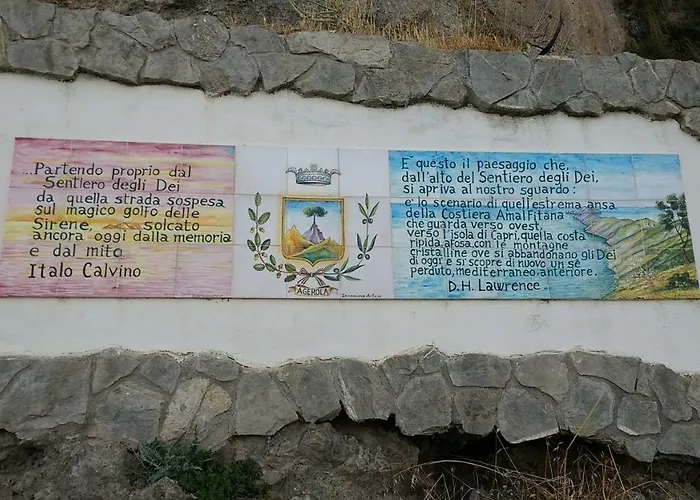 ...Partendo proprio dal
Sentiero degli Dei
da quella strada sospesa
sul magico golfo delle
Sirene, solcato
ancora oggi dalla memoria
e dal mito.
Italo Calvino
AGEROLA
E' questo il paesaggio che,
dall'alto del Sentiero degli Dei,
si apriva al nostro sguardo:
e' lo scenario di quell'estrema ansa
della Costiera Amalfitana
che guarda verso ovest,
verso l'isola di Capri, quella costa
ripida, afosa, con le montagne
cristalline ove si abbandonano gli Dei
di oggi e si scopre di nuovo un se'
perduto, mediterraneo, anteriore.
D.H. Lawrence